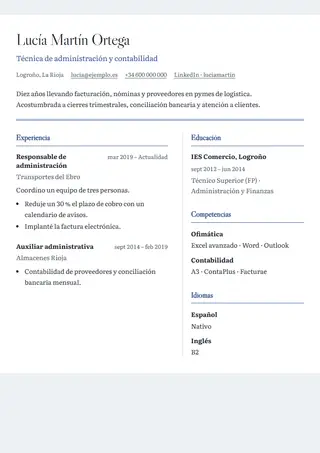 Lucía Martín Ortega
Técnica de administración y contabilidad
Logroño, La Rioja lucia@ejemplo.es +34 600 000 000 LinkedIn · luciamartin
Diez años llevando facturación, nóminas y proveedores en pymes de logística.
Acostumbrada a cierres trimestrales, conciliación bancaria y atención a clientes.
Experiencia
Responsable de administración mar 2019 – Actualidad
Transportes del Ebro
Coordino un equipo de tres personas.
• Reduje un 30 % el plazo de cobro con un
calendario de avisos.
• Implanté la factura electrónica.
Auxiliar administrativa sept 2014 – feb 2019
Almacenes Rioja
• Contabilidad de proveedores y conciliación
bancaria mensual.
Educación
IES Comercio, Logroño
sept 2012 – jun 2014
Técnico Superior (FP) ·
Administración y Finanzas
Competencias
Ofimática
Excel avanzado · Word · Outlook
Contabilidad
A3 · ContaPlus · Facturae
Idiomas
Español
Nativo
Inglés
B2